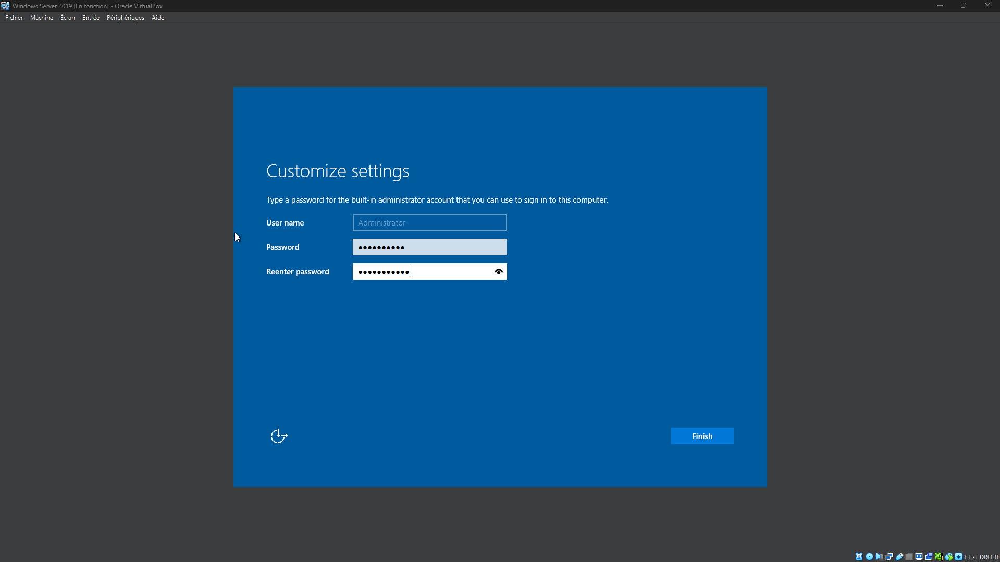 Windows Server 2019 [En fonction] - Oracle VirtualBox
Fichier Machine Écran Entrée Périphériques Aide
Customize settings
Type a password for the built-in administrator account that you can use to sign in to this computer.
User name Administrator
Password ••••••••••
Reenter password •••••••••••
Finish
CTRL DROITE